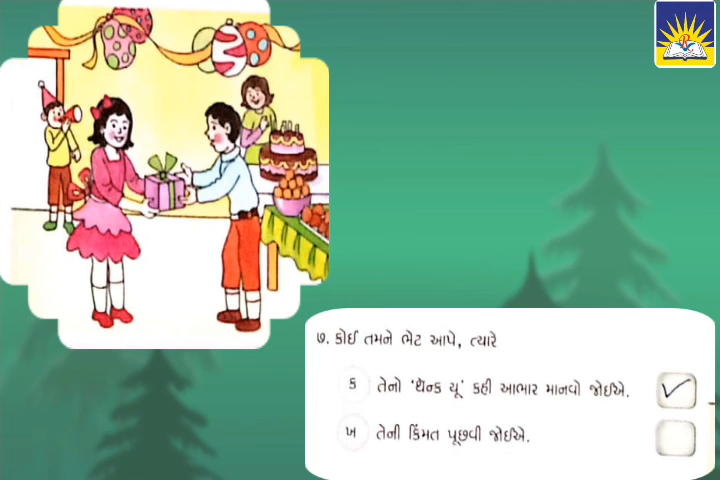 ૭. કોઈ તમને ભેટ આપે, ત્યારે
ક તેનો ‘થૅન્ક યૂ’ કહી આભાર માનવો જોઈએ.
ખ તેની કિંમત પૂછવી જોઈએ.